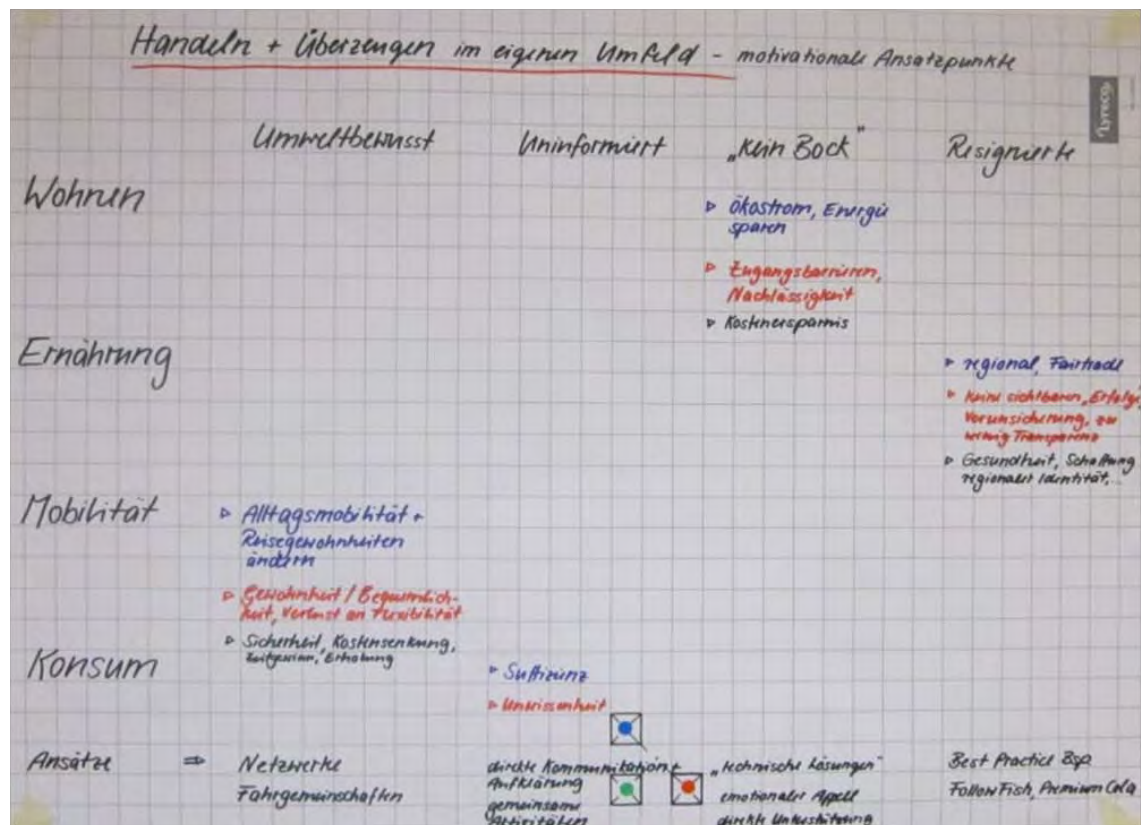 Handeln + Überzeugen im eigenen Umfeld - motivationale Ansatzpunkte
Lyreco
Umweltbewusst
Uninformiert
„Kein Bock"
Resignierte
Wohnen
▹ Ökostrom, Energie
sparen
▹ Zugangsbarrieren,
Nachlässigkeit
▹ Kostenersparnis
Ernährung
▹ regional, Fairtrade
▹ Keine sichtbaren Erfolge,
Verunsicherung, zu
wenig Transparenz
▹ Gesundheit, Schaffung
regionaler Identität,...
Mobilität
▹ Alltagsmobilität +
Reisegewohnheiten
ändern
▹ Gewohnheit / Bequemlich-
keit, Verlust an Flexibilität
▹ Sicherheit, Kostensenkung,
Zeitgewinn, Erholung
Konsum
▹ Suffizienz
▹ Unwissenheit
Ansätze ⇒
Netzwerke
Fahrgemeinschaften
direkte Kommunikation +
Aufklärung
gemeinsame
Aktivitäten
„technische Lösungen"
emotionaler Appell
direkte Unterstützung
Best Practice Bsp.
Follow Fish, Premium Cola